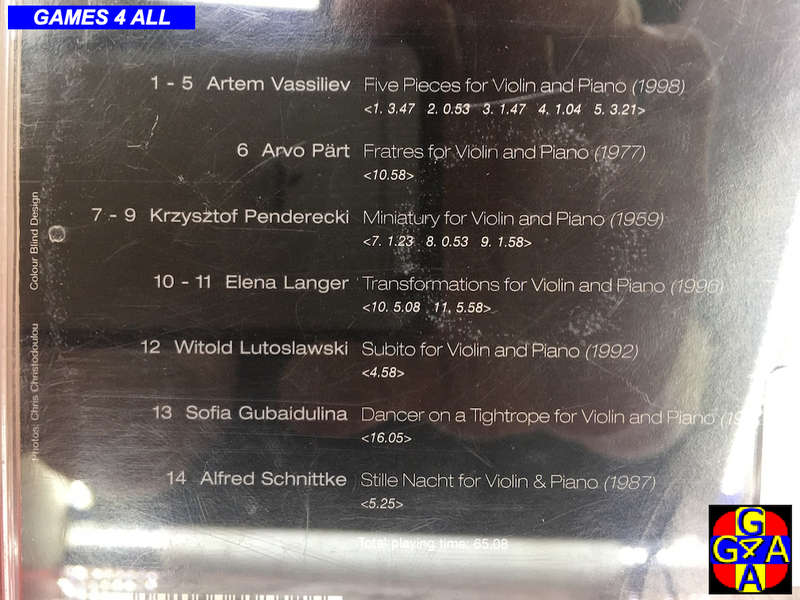 GAMES 4 ALL
1 - 5 Artem Vassiliev Five Pieces for Violin and Piano (1998)
<1. 3.47 2. 0.53 3. 1.47 4. 1.04 5. 3.21>
6 Arvo Pärt Fratres for Violin and Piano (1977)
<10.58>
7 - 9 Krzysztof Penderecki Miniatury for Violin and Piano (1959)
<7. 1.23 8. 0.53 9. 1.58>
10 - 11 Elena Langer Transformations for Violin and Piano (1996)
<10. 5.08 11. 5.58>
12 Witold Lutoslawski Subito for Violin and Piano (1992)
<4.58>
13 Sofia Gubaidulina Dancer on a Tightrope for Violin and Piano
<16.05>
14 Alfred Schnittke Stille Nacht for Violin & Piano (1987)
<5.25>
Total playing time: 65.08
Photos: Chris Christodoulou Colour Blind Design
G
G4A
A